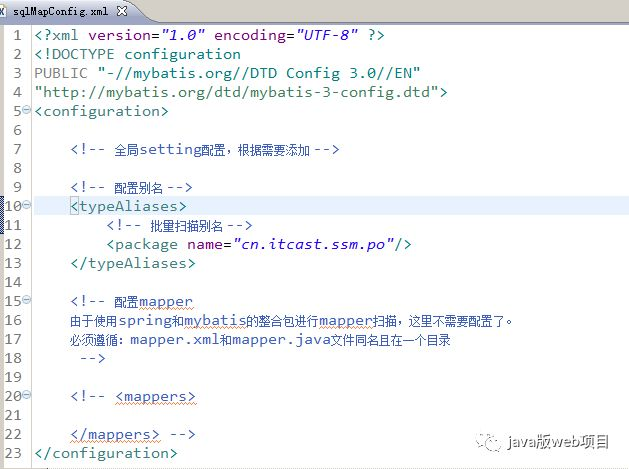 sqlMapConfig.xml
1 <?xml version="1.0" encoding="UTF-8" ?>
2 <!DOCTYPE configuration
3 PUBLIC "-//mybatis.org//DTD Config 3.0//EN"
4 "http://mybatis.org/dtd/mybatis-3-config.dtd">
5 <configuration>
6
7 <!-- 全局setting配置，根据需要添加 -->
8
9 <!-- 配置别名 -->
10 <typeAliases>
11 <!-- 批量扫描别名 -->
12 <package name="cn.itcast.ssm.po"/>
13 </typeAliases>
14
15 <!-- 配置mapper
16 由于使用spring和mybatis的整合包进行mapper扫描，这里不需要配置了。
17 必须遵循：mapper.xml和mapper.java文件同名且在一个目录
18 -->
19
20 <!-- <mappers>
21
22 </mappers> -->
23 </configuration>
java版web项目